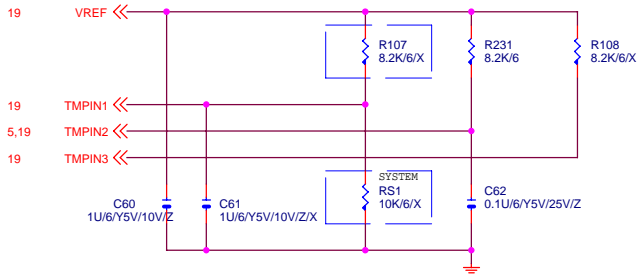 19 VREF
R107
8.2K/6/X
R231
8.2K/6
R108
8.2K/6/X
19 TMPIN1
5,19 TMPIN2
19 TMPIN3
SYSTEM
RS1
10K/6/X
C60
1U/6/Y5V/10V/Z
C61
1U/6/Y5V/10V/Z/X
C62
0.1U/6/Y5V/25V/Z